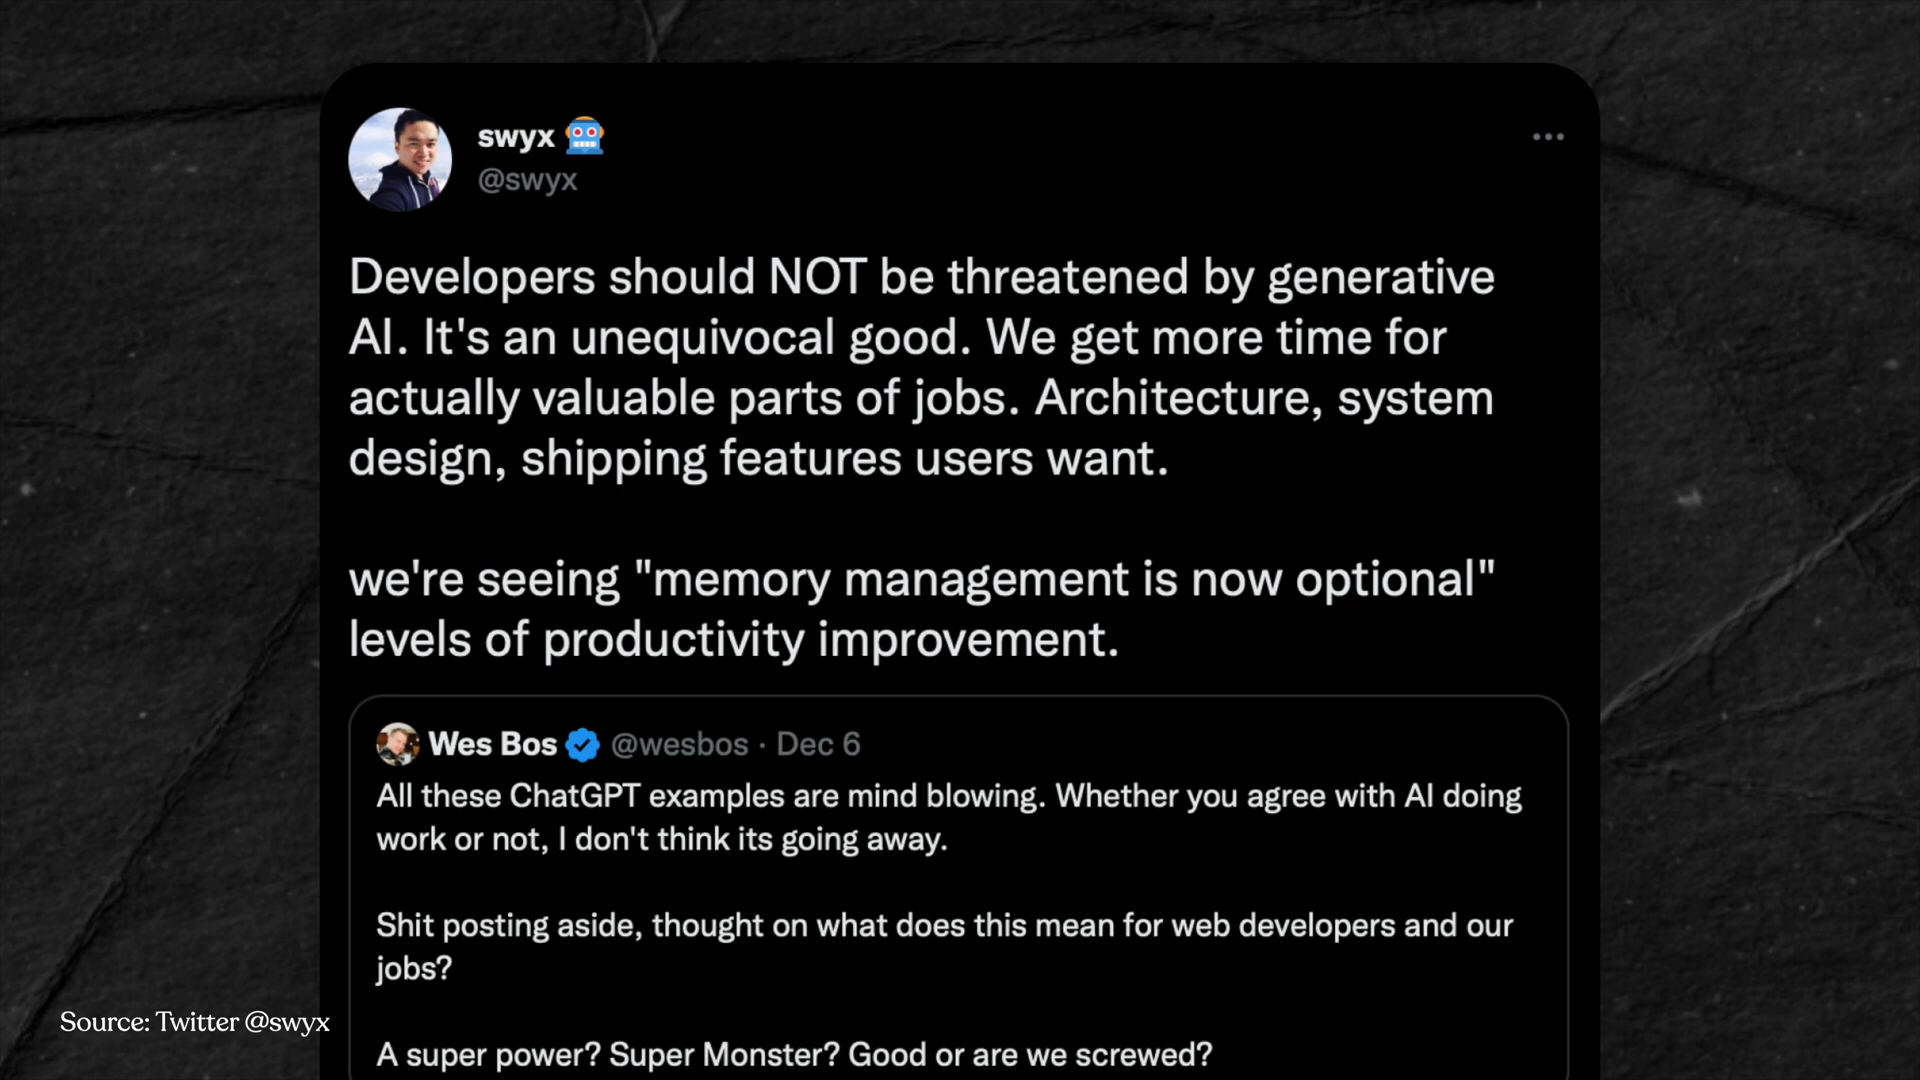 swyx 🤖
@swyx
Developers should NOT be threatened by generative
AI. It's an unequivocal good. We get more time for
actually valuable parts of jobs. Architecture, system
design, shipping features users want.
we're seeing "memory management is now optional"
levels of productivity improvement.
Wes Bos @wesbos · Dec 6
All these ChatGPT examples are mind blowing. Whether you agree with AI doing
work or not, I don't think its going away.
Shit posting aside, thought on what does this mean for web developers and our
jobs?
A super power? Super Monster? Good or are we screwed?
Source: Twitter @swyx